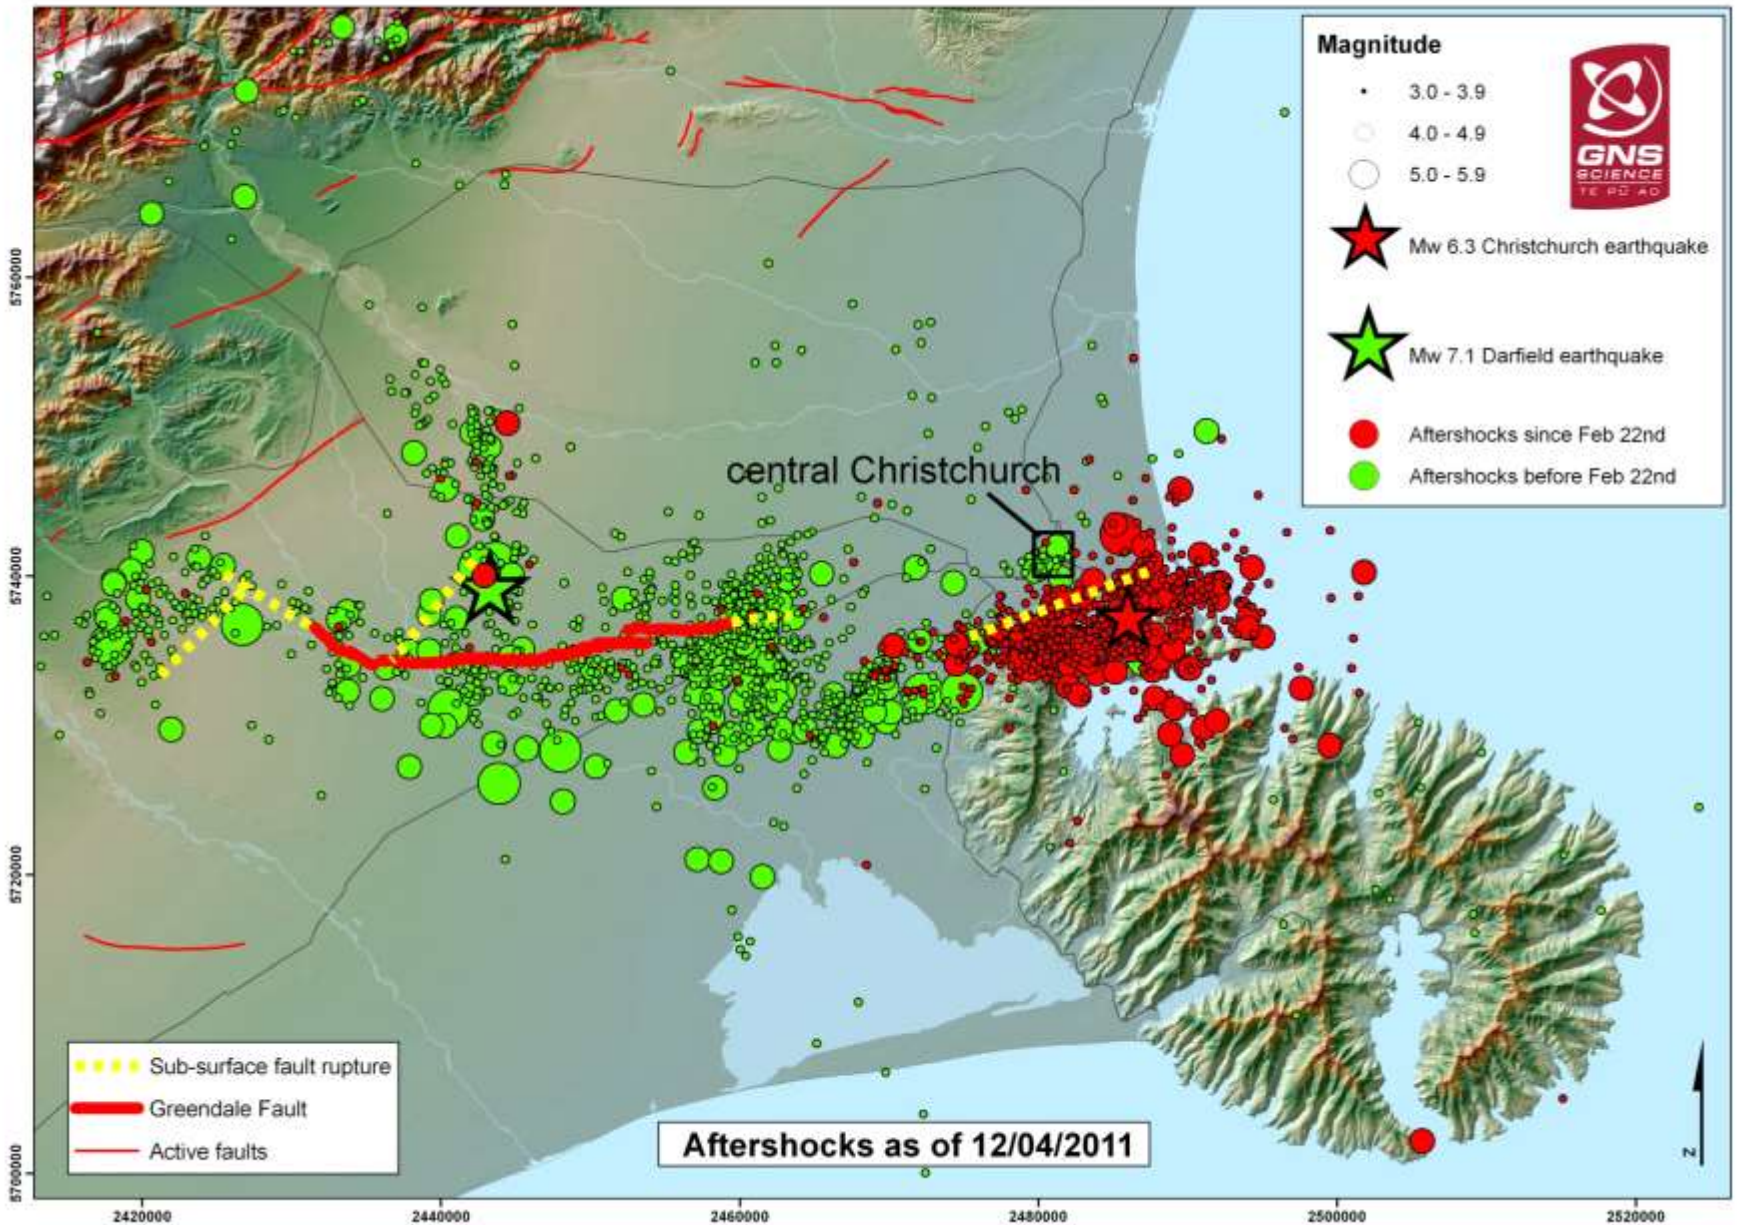 Magnitude
3.0 - 3.9
4.0 - 4.9
5.0 - 5.9
GNS
SCIENCE
TE PŪ AO
Mw 6.3 Christchurch earthquake
Mw 7.1 Darfield earthquake
Aftershocks since Feb 22nd
Aftershocks before Feb 22nd
central Christchurch
Sub-surface fault rupture
Greendale Fault
Active faults
Aftershocks as of 12/04/2011
N
5760000
5740000
5720000
5700000
2420000
2440000
2460000
2480000
2500000
2520000